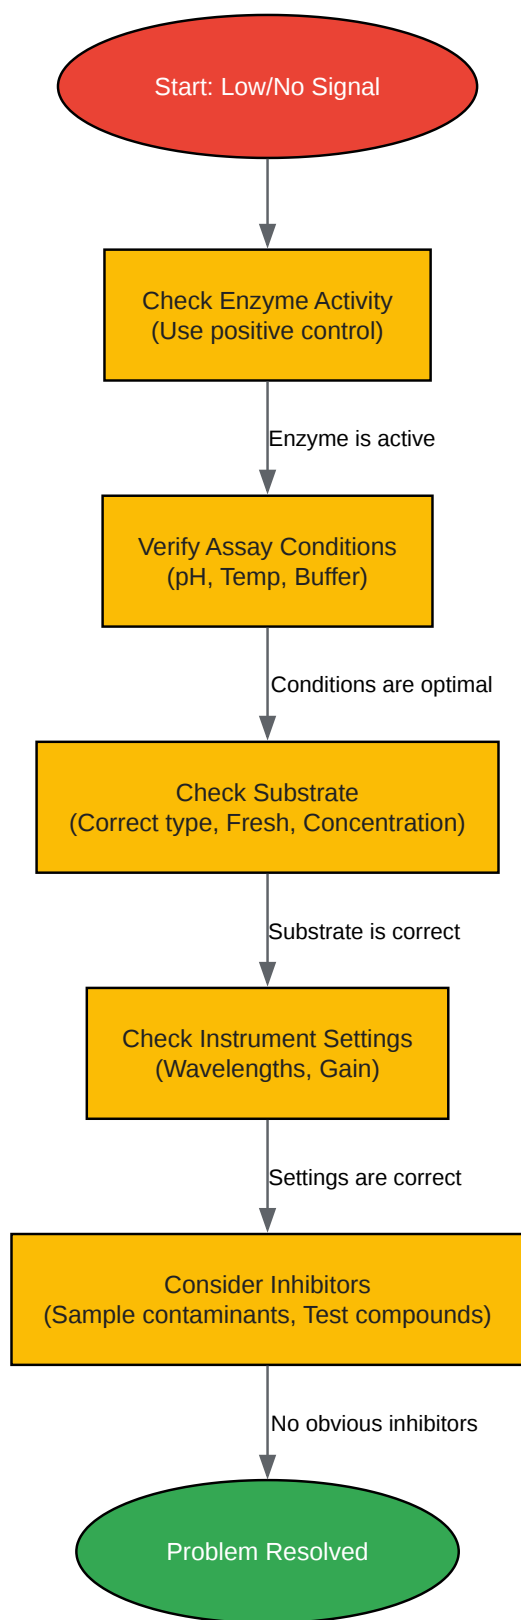 Start: Low/No Signal
Check Enzyme Activity
(Use positive control)
Enzyme is active
Verify Assay Conditions
(pH, Temp, Buffer)
Conditions are optimal
Check Substrate
(Correct type, Fresh, Concentration)
Substrate is correct
Check Instrument Settings
(Wavelengths, Gain)
Settings are correct
Consider Inhibitors
(Sample contaminants, Test compounds)
No obvious inhibitors
Problem Resolved